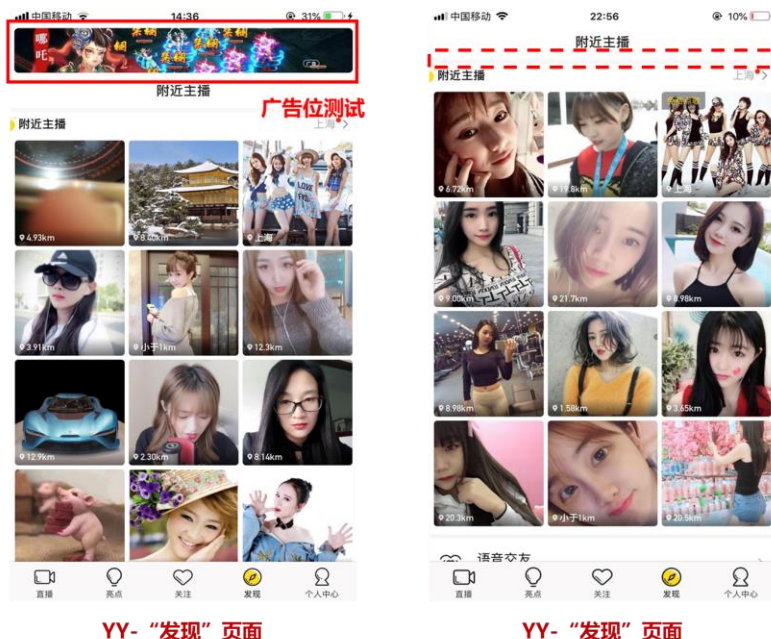 中国移动 14:36 31%
哪吒
广告
附近主播
广告位测试
附近主播 上海 >
4.93km 8.40km 上海
LOVE
3.91km 小于1km 12.3km
12.9km 2.30km 8.14km
直播 亮点 关注 发现 个人中心
YY-“发现”页面
中国移动 22:56 10%
附近主播
附近主播 上海 >
6.72km 19.8km 上海
9.00km 21.7km 8.98km
8.98km 1.58km 3.65km
20.3km 小于1km 20.5km
语音交友
直播 亮点 关注 发现 个人中心
YY-“发现”页面